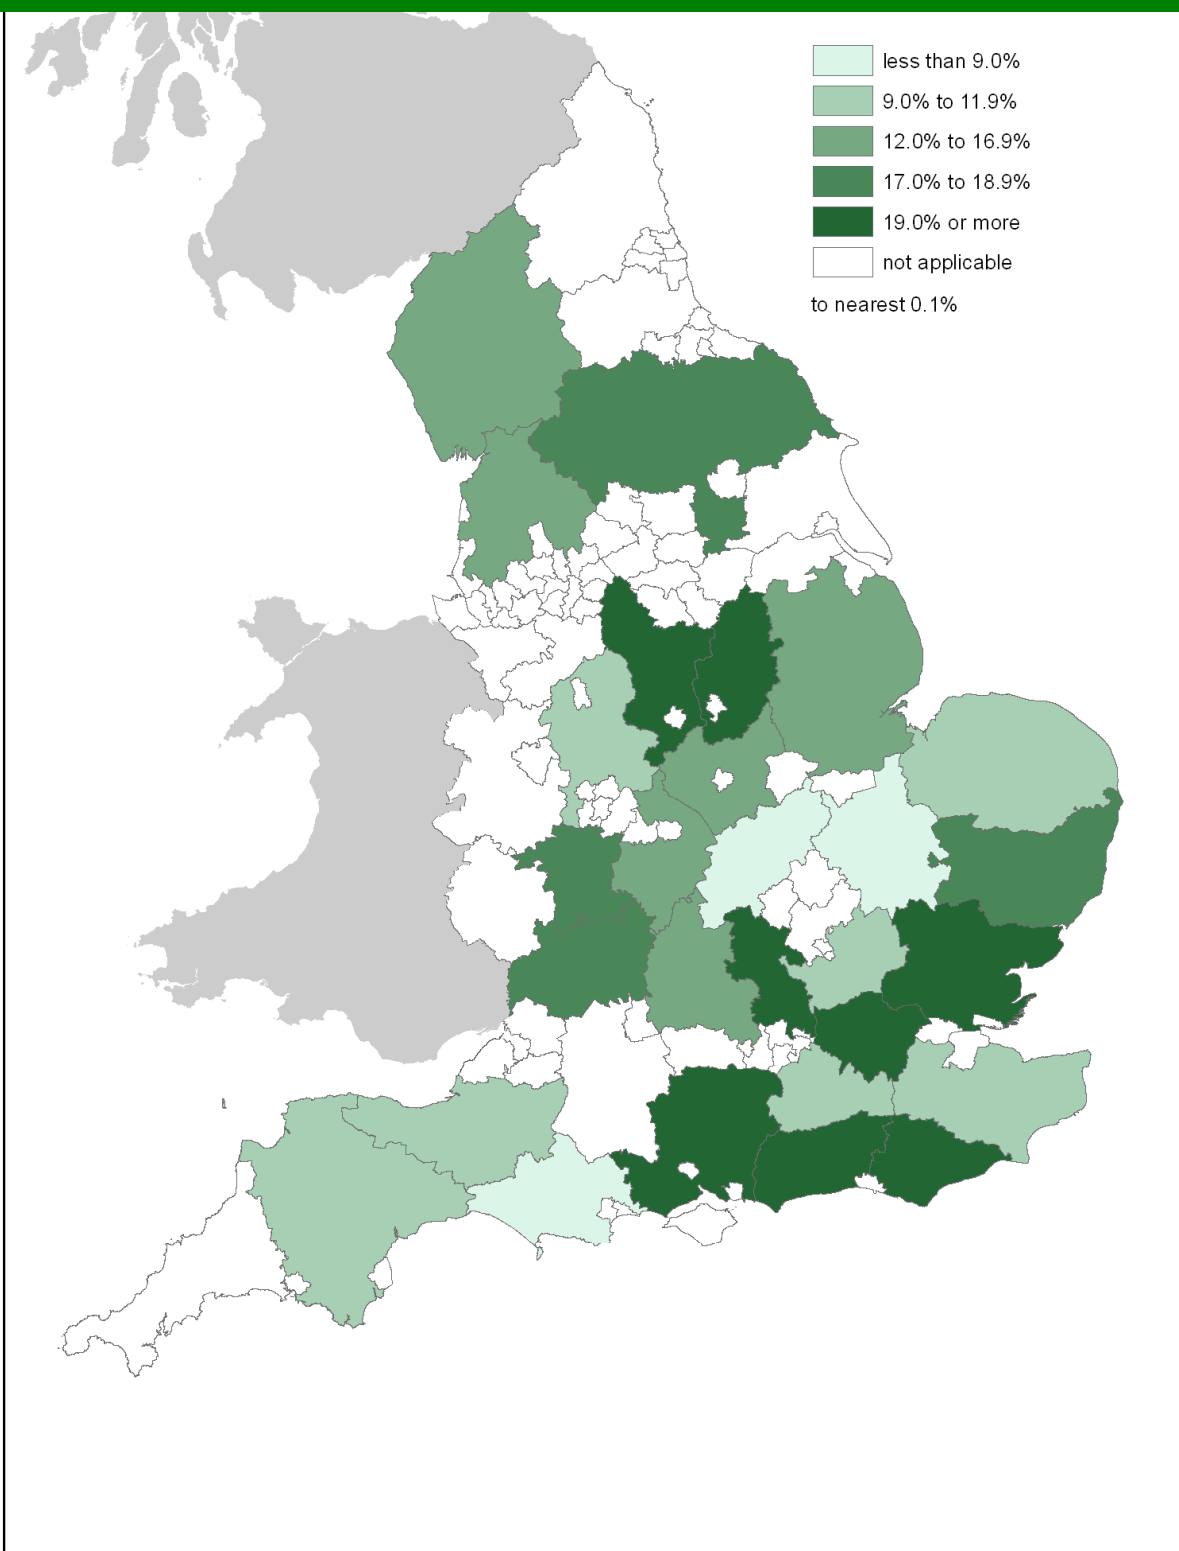 less than 9.0%
9.0% to 11.9%
12.0% to 16.9%
17.0% to 18.9%
19.0% or more
not applicable
to nearest 0.1%